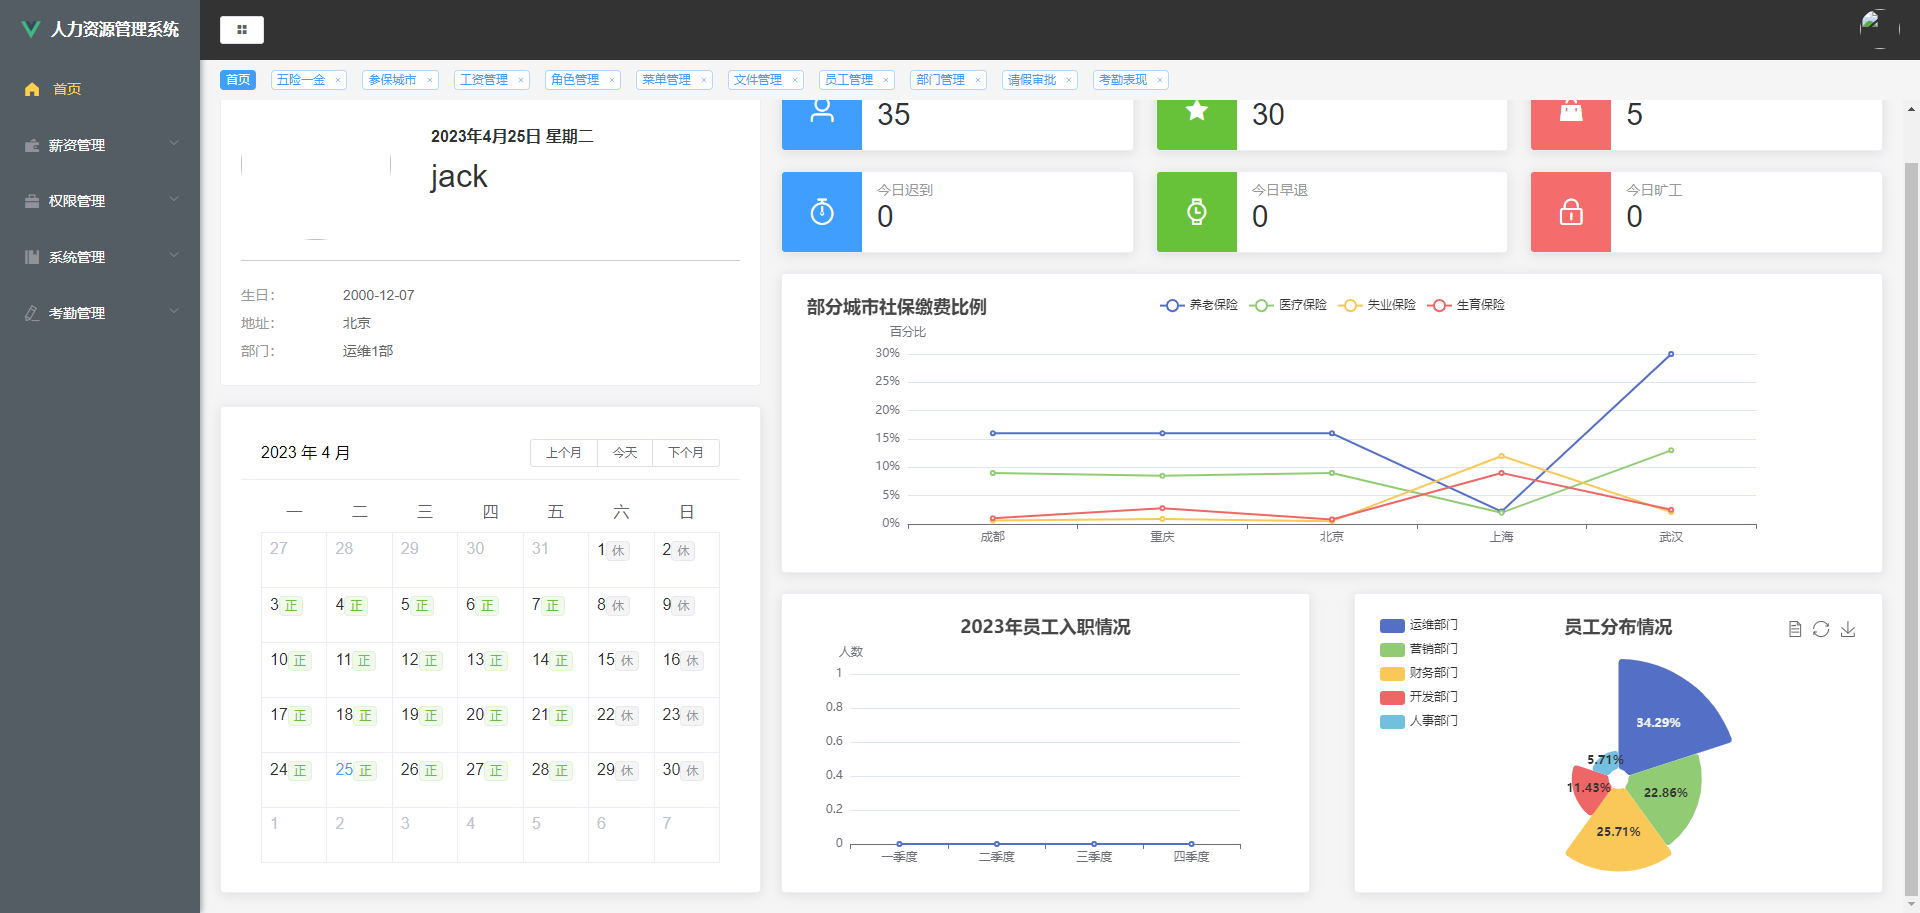 人力资源管理系统
首页
薪资管理
权限管理
系统管理
考勤管理
首页 五险一金 × 参保城市 × 工资管理 × 角色管理 × 菜单管理 × 文件管理 × 员工管理 × 部门管理 × 请假审批 × 考勤表现 ×
2023年4月25日 星期二
jack
生日: 2000-12-07
地址: 北京
部门: 运维1部
2023 年 4 月
上个月 今天 下个月
一 二 三 四 五 六 日
27 28 29 30 31 1 休 2 休
3 正 4 正 5 正 6 正 7 正 8 休 9 休
10 正 11 正 12 正 13 正 14 正 15 休 16 休
17 正 18 正 19 正 20 正 21 正 22 休 23 休
24 正 25 正 26 正 27 正 28 正 29 休 30 休
1 2 3 4 5 6 7
35 30 5
今日迟到 今日早退 今日旷工
0 0 0
部分城市社保缴费比例
养老保险 医疗保险 失业保险 生育保险
百分比
30%
25%
20%
15%
10%
5%
0%
成都 重庆 北京 上海 武汉
2023年员工入职情况
人数
1
0.8
0.6
0.4
0.2
0
一季度 二季度 三季度 四季度
员工分布情况
运维部门
营销部门
财务部门
开发部门
人事部门
34.29%
5.71%
11.43%
22.86%
25.71%